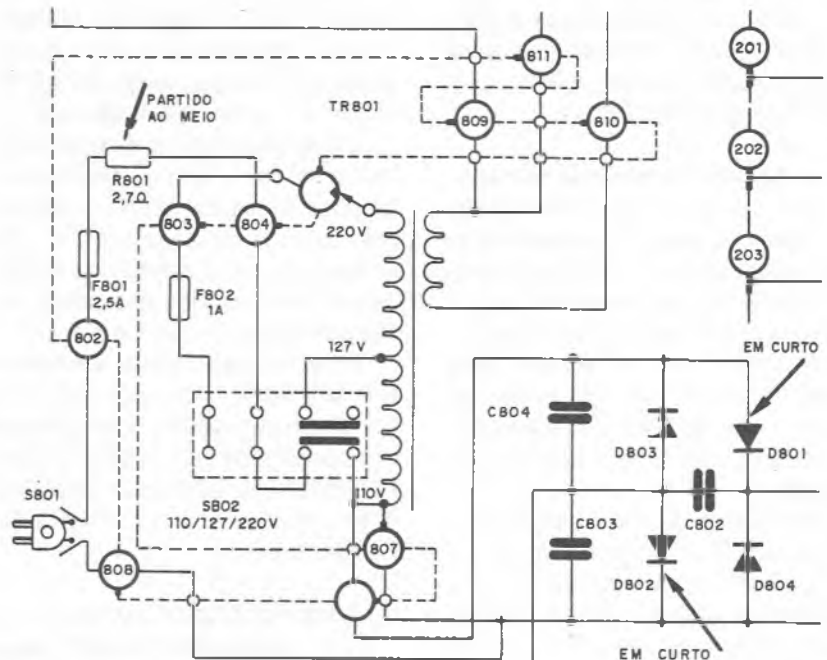 811
201
PARTIDO
AO MEIO
TR801
809
810
202
R801
2,7Ω
803
804
220V
203
F801
2,5A
F802
1A
802
127 V
EM CURTO
C804
D803
D801
S801
110V
SB02
110/127/220V
C803
C802
807
808
D802
D804
EM CURTO